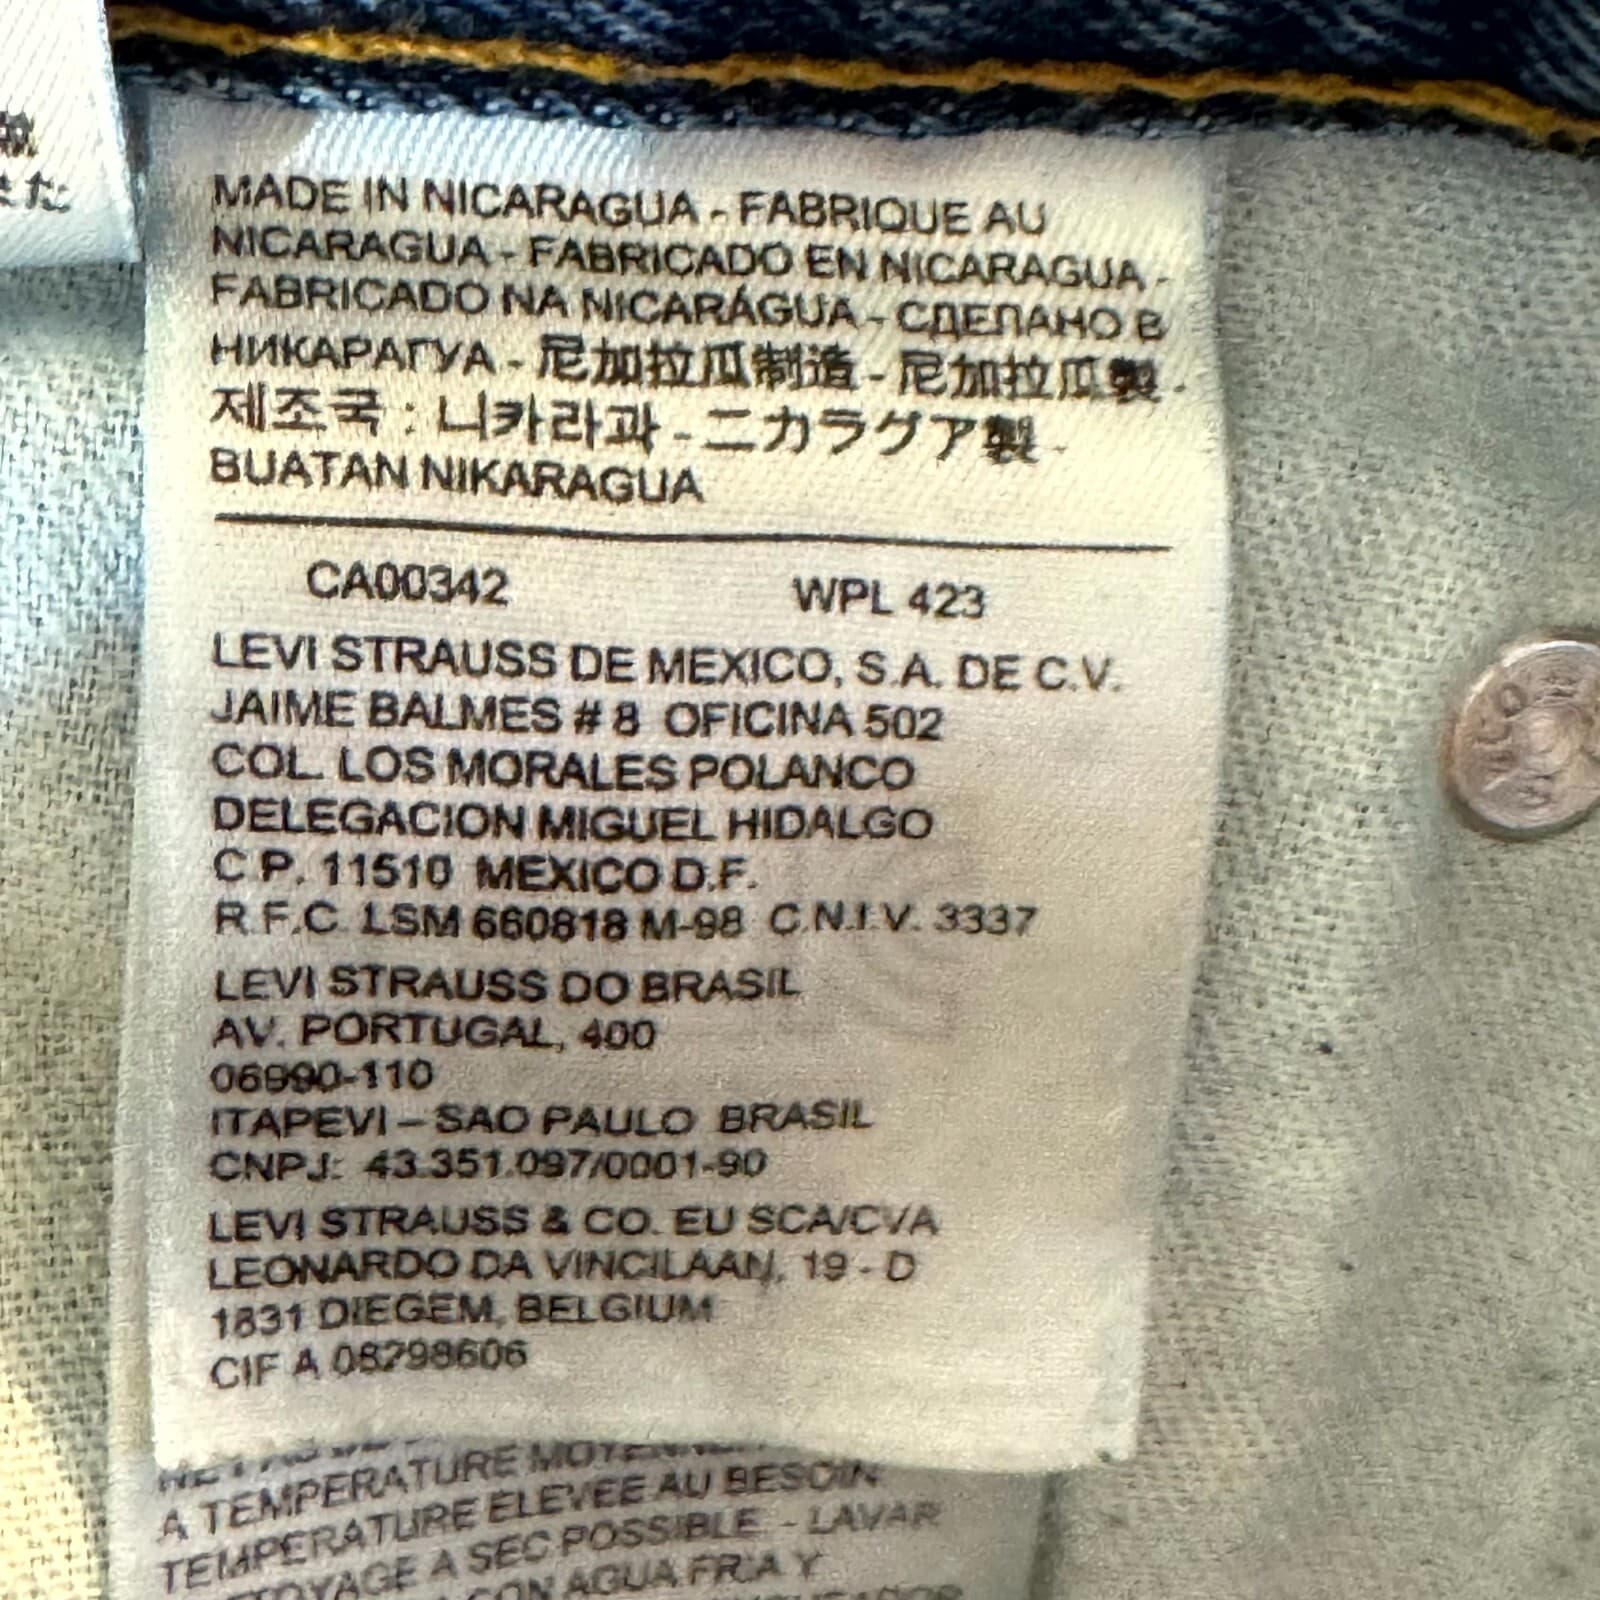 MADE IN NICARAGUA - FABRIQUE AU
NICARAGUA - FABRICADO EN NICARAGUA -
FABRICADO NA NICARÁGUA - СДЕЛАНО В
НИКАРАГУА - 尼加拉瓜制造 - 尼加拉瓜製 -
제조국 : 니카라과 - ニカラグア製 -
BUATAN NIKARAGUA
CA00342 WPL 423
LEVI STRAUSS DE MEXICO, S.A. DE C.V.
JAIME BALMES # 8 OFICINA 502
COL. LOS MORALES POLANCO
DELEGACION MIGUEL HIDALGO
C P. 11510 MEXICO D.F.
R.F.C. LSM 660818 M-98 C.N.I.V. 3337
LEVI STRAUSS DO BRASIL
AV. PORTUGAL, 400
06690-110
ITAPEVI – SAO PAULO BRASIL
CNPJ: 43.351.097/0001-90
LEVI STRAUSS & CO. EU SCA/CVA
LEONARDO DA VINCILAAN, 19 - D
1831 DIEGEM, BELGIUM
CIF A 08298606
A TEMPERATURE MOYENNE
TEMPERATURE ELEVEE AU BESOIN
A SEC POSSIBLE - LAVAR
CON AGUA FRIA Y